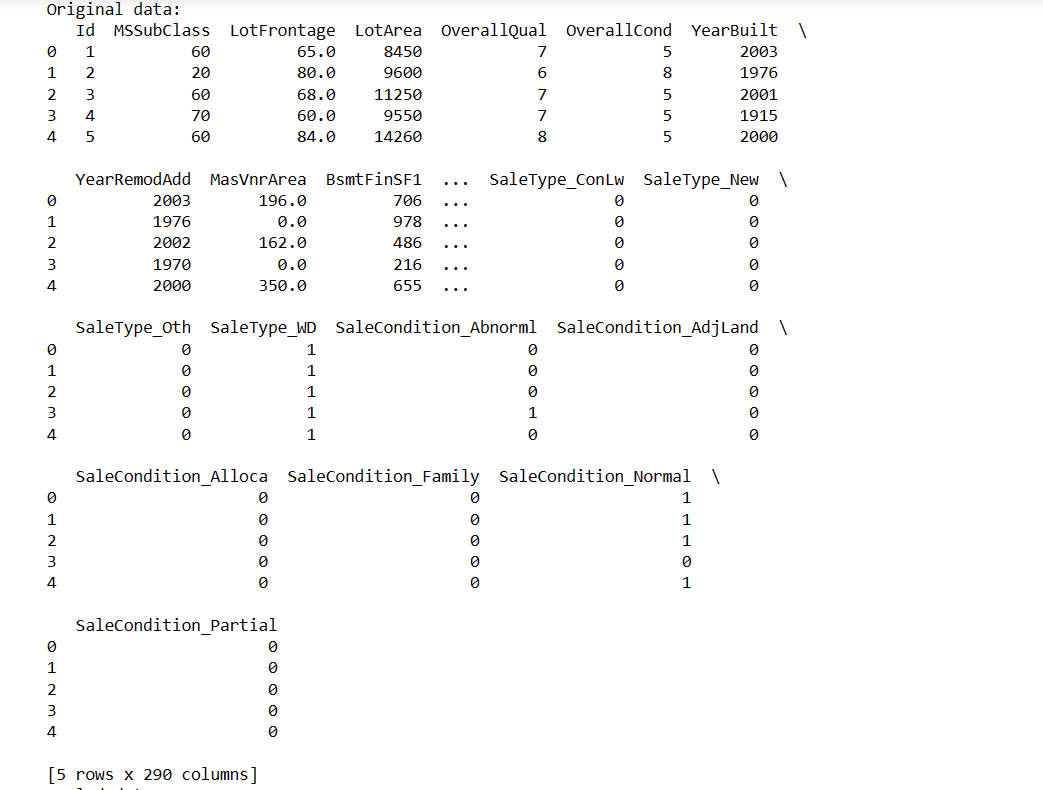 Original data:
Id MSSubClass LotFrontage LotArea OverallQual OverallCond YearBuilt \
0 1 60 65.0 8450 7 5 2003
1 2 20 80.0 9600 6 8 1976
2 3 60 68.0 11250 7 5 2001
3 4 70 60.0 9550 7 5 1915
4 5 60 84.0 14260 8 5 2000
YearRemodAdd MasVnrArea BsmtFinSF1 ... SaleType_ConLw SaleType_New \
0 2003 196.0 706 ... 0 0
1 1976 0.0 978 ... 0 0
2 2002 162.0 486 ... 0 0
3 1970 0.0 216 ... 0 0
4 2000 350.0 655 ... 0 0
SaleType_Oth SaleType_WD SaleCondition_Abnorml SaleCondition_AdjLand \
0 0 1 0 0
1 0 1 0 0
2 0 1 0 0
3 0 1 1 0
4 0 1 0 0
SaleCondition_Alloca SaleCondition_Family SaleCondition_Normal \
0 0 0 1
1 0 0 1
2 0 0 1
3 0 0 0
4 0 0 1
SaleCondition_Partial
0 0
1 0
2 0
3 0
4 0
[5 rows x 290 columns]